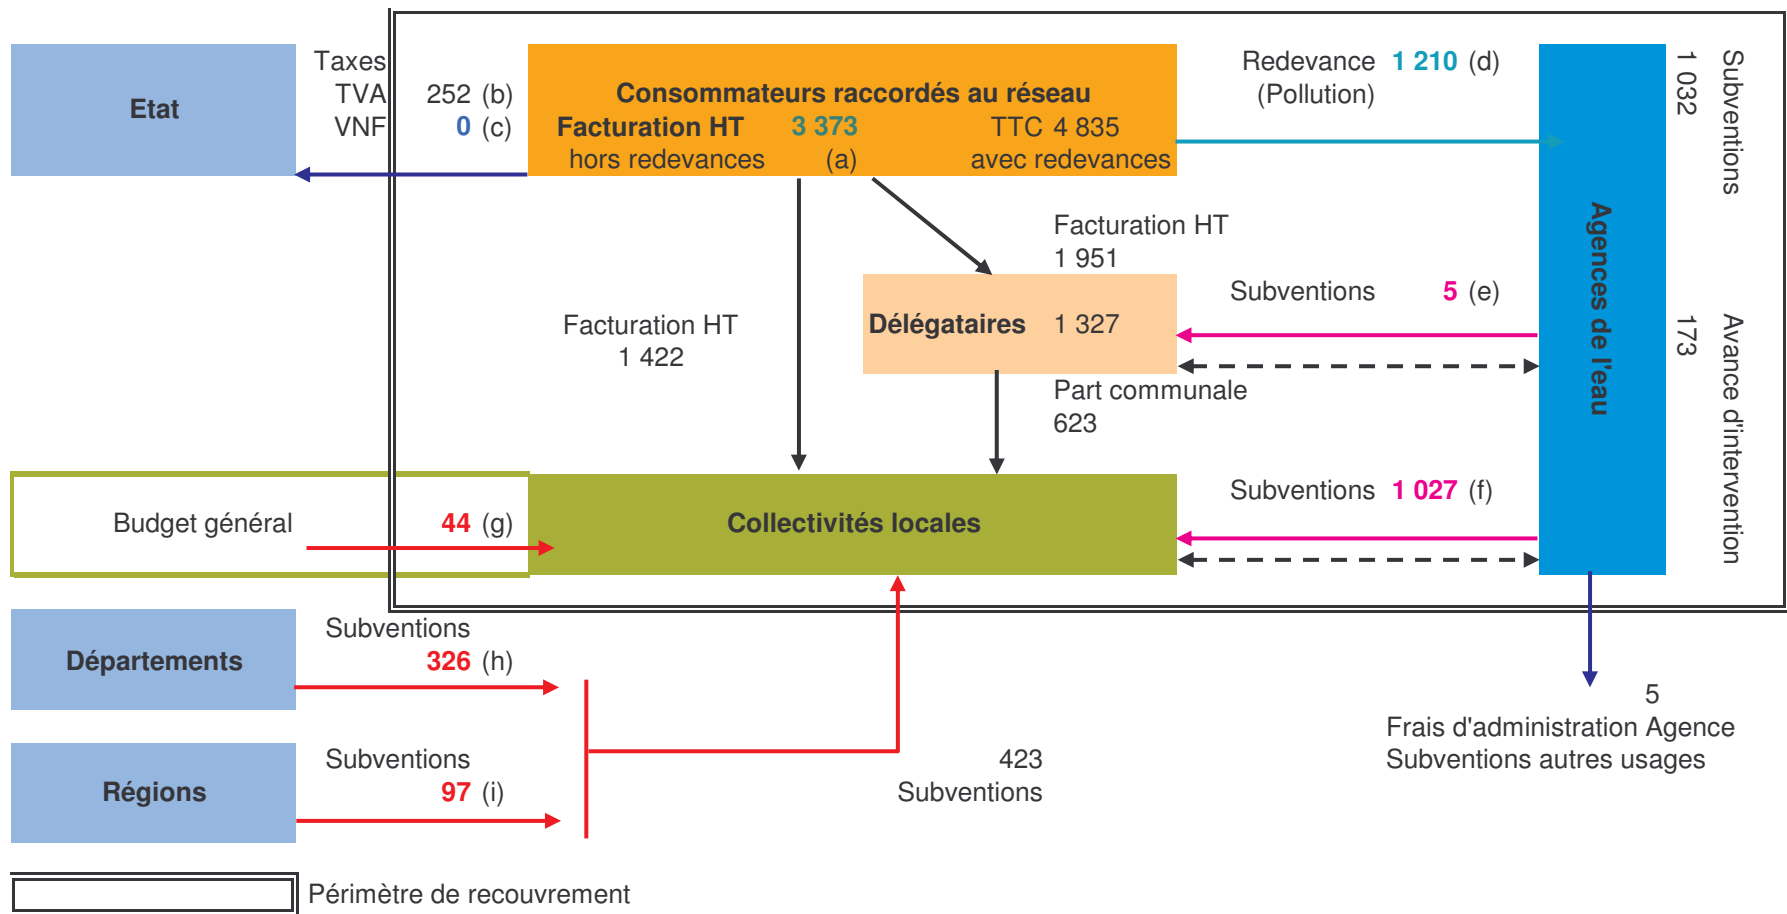 Etat
Taxes
TVA 252 (b)
VNF 0 (c)
Consommateurs raccordés au réseau
Facturation HT 3 373 TTC 4 835
hors redevances (a) avec redevances
Redevance 1 210 (d)
(Pollution)
Subventions
1 032
Agences de l'eau
Avance d'intervention
173
Facturation HT
1 951
Subventions 5 (e)
Délégataires 1 327
Facturation HT
1 422
Part communale
623
Subventions 1 027 (f)
Budget général 44 (g)
Collectivités locales
Départements
Subventions
326 (h)
Régions
Subventions
97 (i)
423
Subventions
5
Frais d'administration Agence
Subventions autres usages
Périmètre de recouvrement